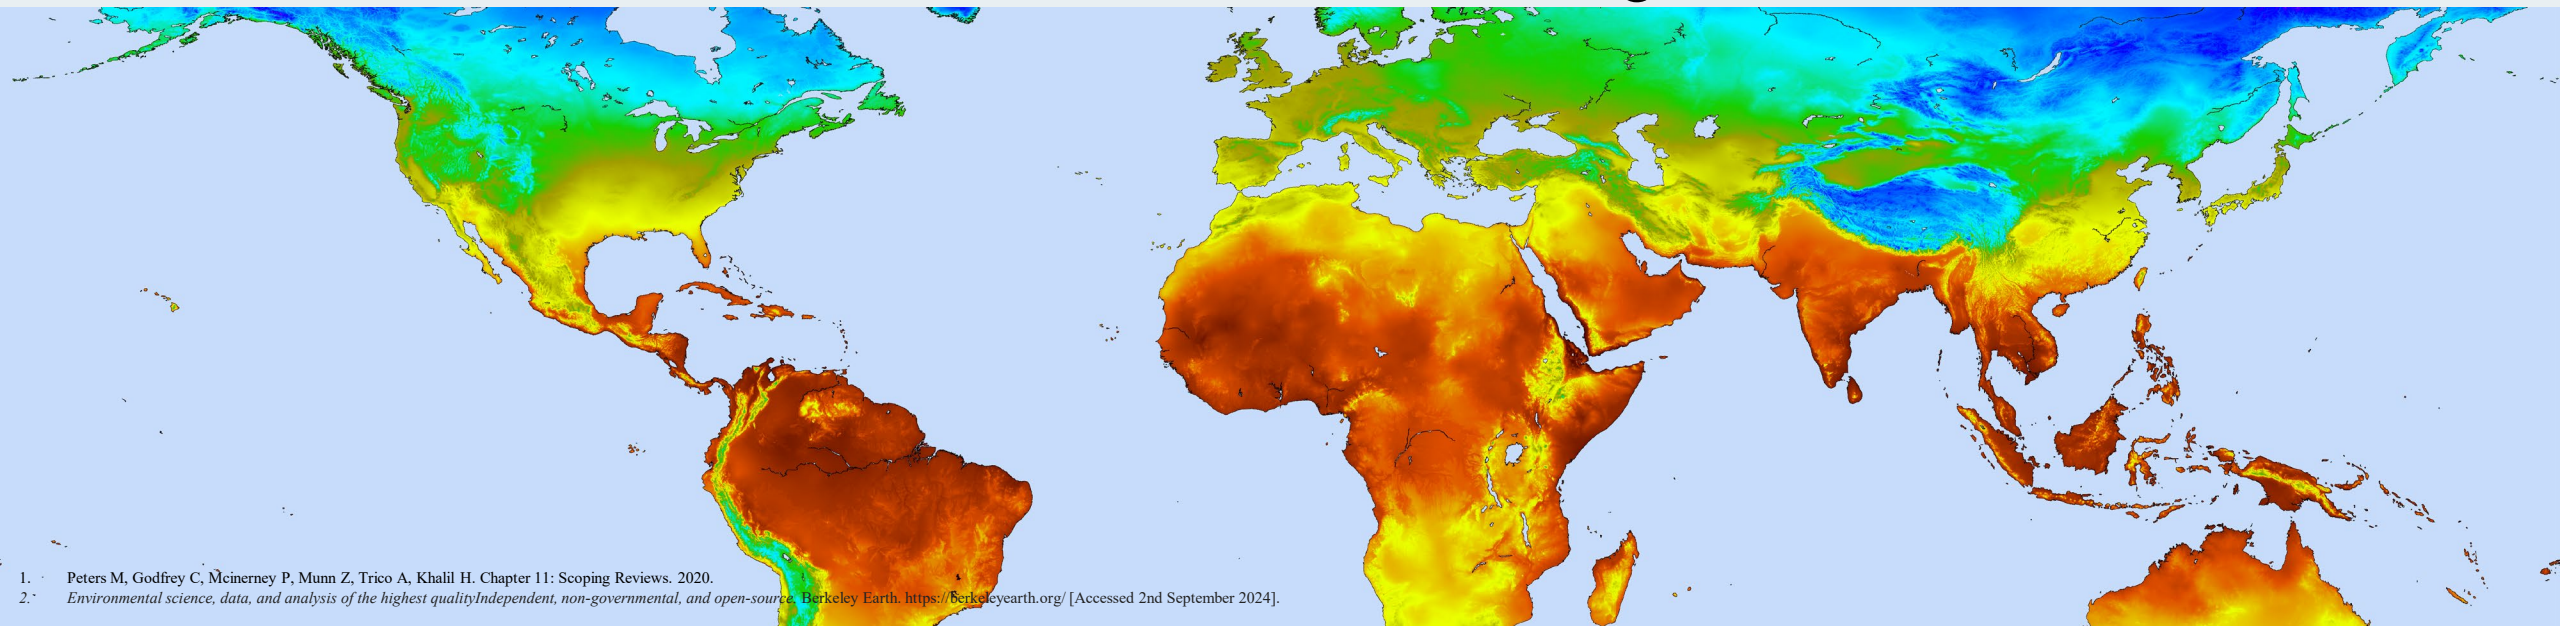 1. Peters M, Godfrey C, Mcinerney P, Munn Z, Trico A, Khalil H. Chapter 11: Scoping Reviews. 2020.
2. Environmental science, data, and analysis of the highest qualityIndependent, non-governmental, and open-source. Berkeley Earth. https://berkeleyearth.org/ [Accessed 2nd September 2024].